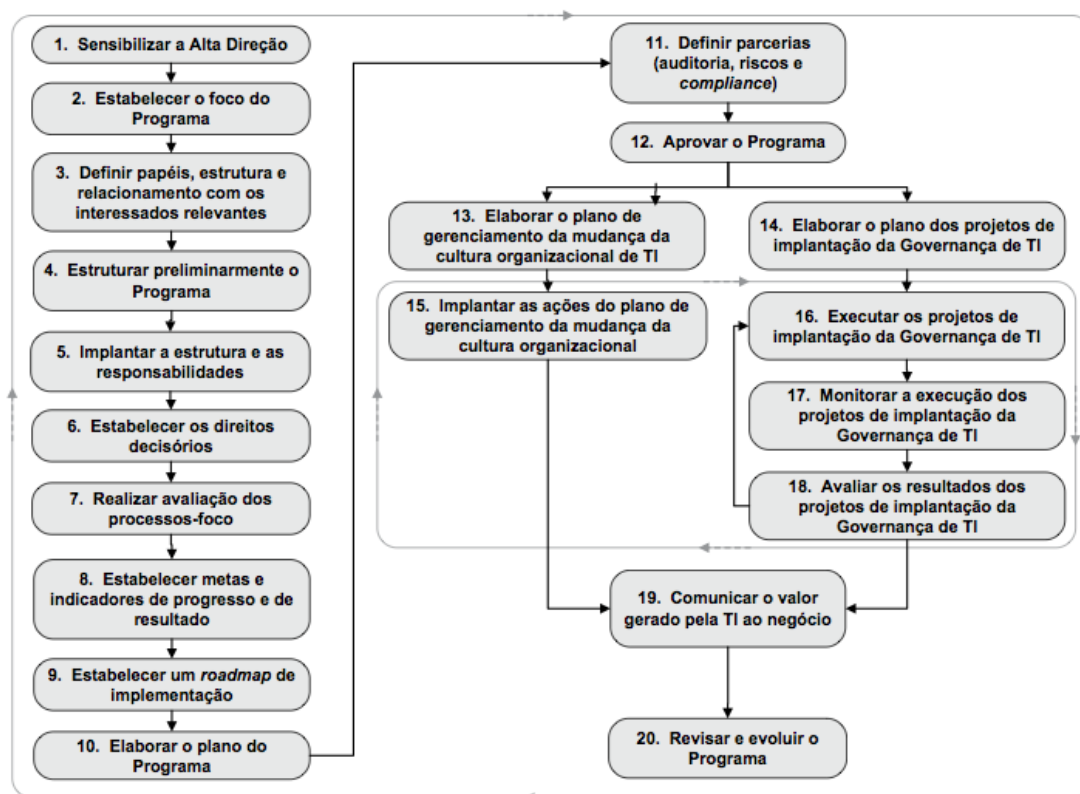 1. Sensibilizar a Alta Direção
2. Estabelecer o foco do
Programa
3. Definir papéis, estrutura e
relacionamento com os
interessados relevantes
4. Estruturar preliminarmente o
Programa
5. Implantar a estrutura e as
responsabilidades
6. Estabelecer os direitos
decisórios
7. Realizar avaliação dos
processos-foco
8. Estabelecer metas e
indicadores de progresso e de
resultado
9. Estabelecer um roadmap de
implementação
10. Elaborar o plano do
Programa
11. Definir parcerias
(auditoria, riscos e
compliance)
12. Aprovar o Programa
13. Elaborar o plano de
gerenciamento da mudança da
cultura organizacional de TI
14. Elaborar o plano dos projetos de
implantação da Governança de TI
15. Implantar as ações do plano de
gerenciamento da mudança da
cultura organizacional
16. Executar os projetos de
implantação da Governança de TI
17. Monitorar a execução dos
projetos de implantação da
Governança de TI
18. Avaliar os resultados dos
projetos de implantação da
Governança de TI
19. Comunicar o valor
gerado pela TI ao negócio
20. Revisar e evoluir o
Programa